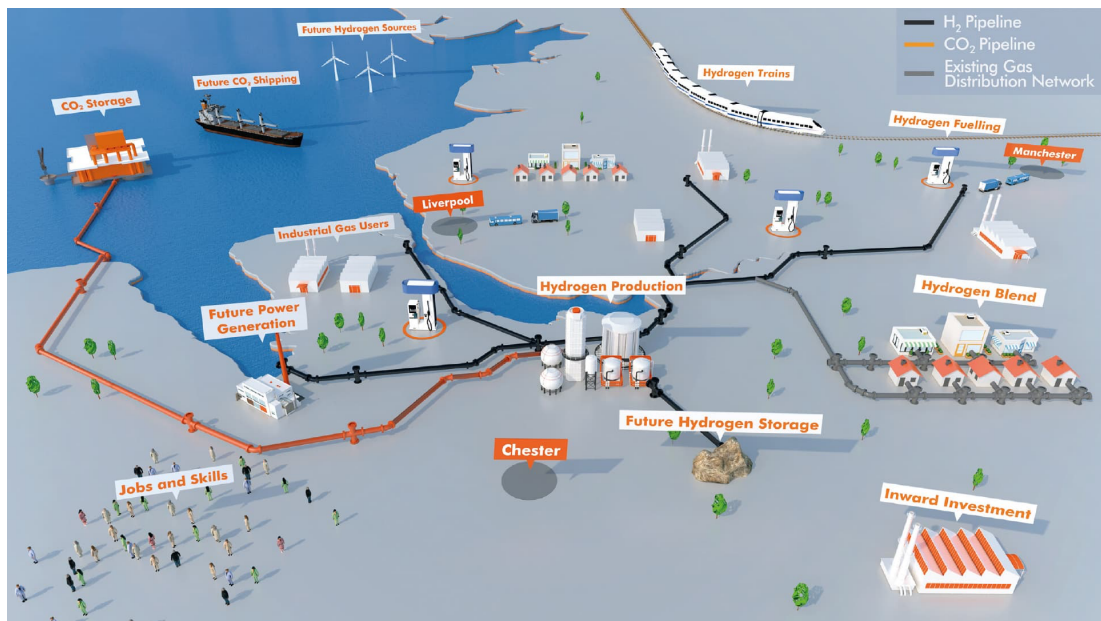 Future Hydrogen Sources
H₂ Pipeline
CO₂ Pipeline
Existing Gas
Distribution Network
Future CO₂ Shipping
Hydrogen Trains
CO₂ Storage
Hydrogen Fuelling
Manchester
Liverpool
Industrial Gas Users
Hydrogen Production
Hydrogen Blend
Future Power
Generation
Future Hydrogen Storage
Chester
Jobs and Skills
Inward Investment